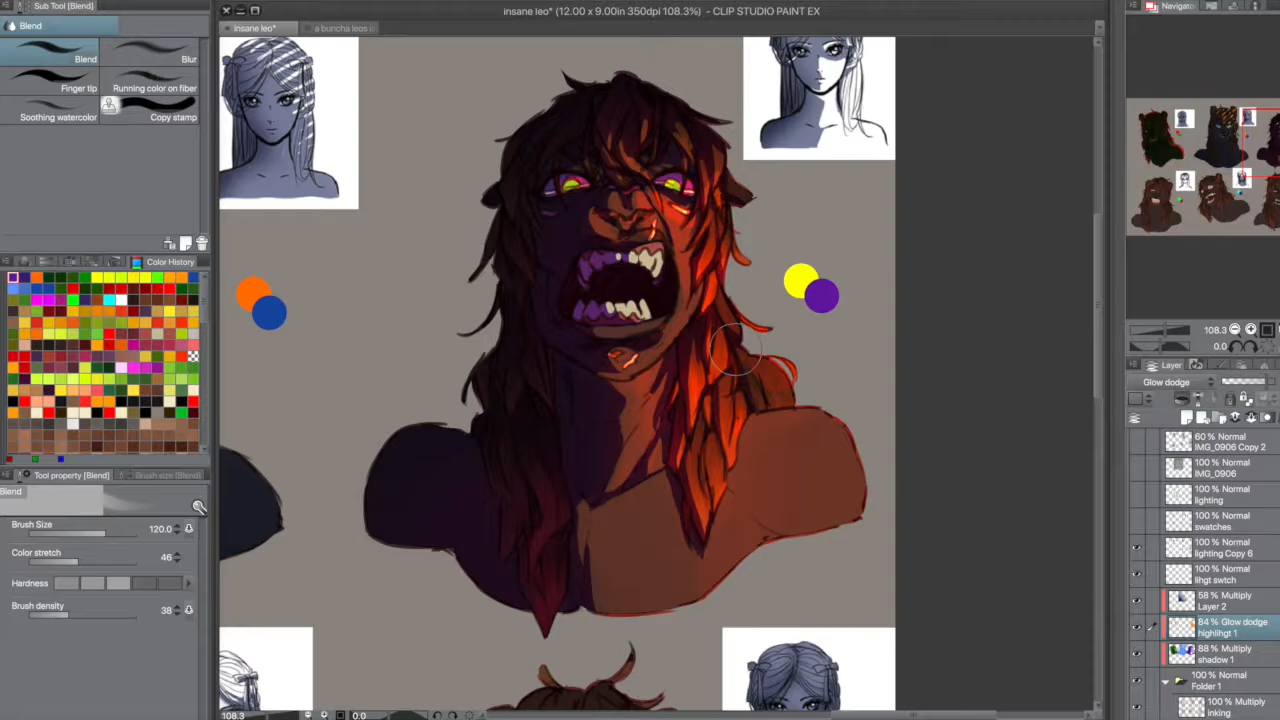 Sub Tool [Blend]
insane leo* (12.00 x 9.00in 350dpi 108.3%) - CLIP STUDIO PAINT EX
Navigator
Blend
insane leo*
a buncha leos
Blend
Blur
Finger tip
Running color on fiber
Soothing watercolor
Copy stamp
Color History
Tool property [Blend]
Brush size [Blend]
Blend
Brush Size
120.0
Color stretch
46
Hardness
Brush density
38
108.3
0.0
Layer
Glow dodge
60 % Normal
IMG_0906 Copy 2
100 % Normal
IMG_0906
100 % Normal
lighting
100 % Normal
swatches
100 % Normal
lighting Copy 6
100 % Normal
lihgt swtch
58 % Multiply
Layer 2
84 % Glow dodge
highlihgt 1
88 % Multiply
shadow 1
100 % Normal
Folder 1
100 % Multiply
inking
108.3
0.0